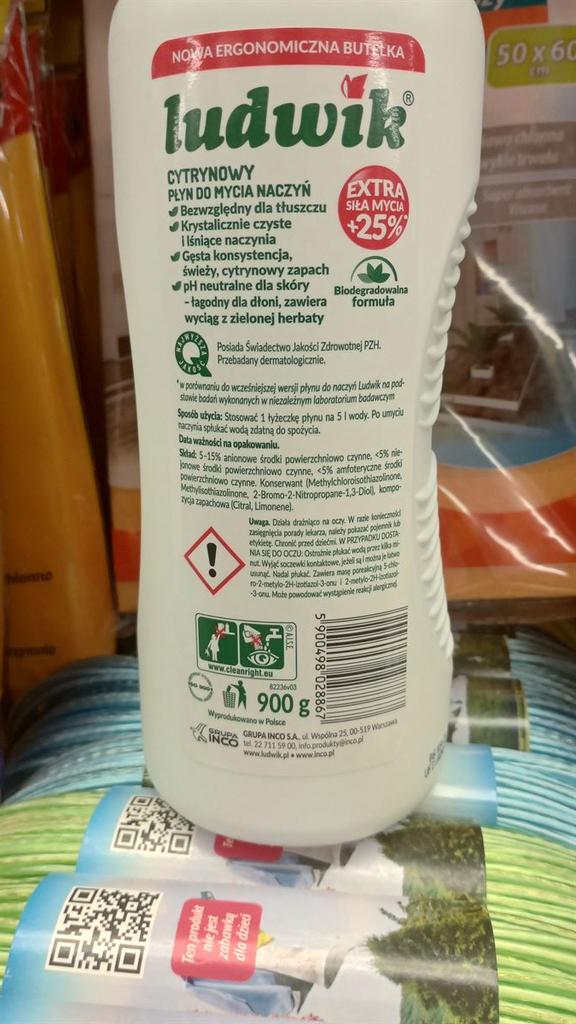 NOWA ERGONOMICZNA BUTELKA
50 x 60
cm
ludwik®
CYTRYNOWY
PŁYN DO MYCIA NACZYŃ
Bezwzględny dla tłuszczu
Krystalicznie czyste
i lśniące naczynia
Gęsta konsystencja,
świeży, cytrynowy zapach
pH neutralne dla skóry
- łagodny dla dłoni, zawiera
wyciąg z zielonej herbaty
EXTRA
SIŁA MYCIA
+25%*
Biodegradowalna
formuła
NAJWYŻSZA
JAKOŚĆ
Posiada Świadectwo Jakości Zdrowotnej PZH.
Przebadany dermatologicznie.
*w porównaniu do wcześniejszej wersji płynu do naczyń Ludwik na pod-
stawie badań wykonanych w niezależnym laboratorium badawczym
Sposób użycia: Stosować 1 łyżeczkę płynu na 5 l wody. Po umyciu
naczynia spłukać wodą zdatną do spożycia.
Data ważności na opakowaniu.
Skład: 5-15% anionowe środki powierzchniowo czynne, <5% nie-
jonowe środki powierzchniowo czynne, <5% amfoteryczne środki
powierzchniowo czynne. Konserwant (Methylchloroisothiazolinone,
Methylisothiazolinone, 2-Bromo-2-Nitropropane-1,3-Diol), kompo-
zycja zapachowa (Citral, Limonene).
Uwaga. Działa drażniąco na oczy. W razie konieczności
zasięgnięcia porady lekarza, należy pokazać pojemnik lub
etykietę. Chronić przed dziećmi. W PRZYPADKU DOSTA-
NIA SIĘ DO OCZU: Ostrożnie płukać wodą przez kilka mi-
nut. Wyjąć soczewki kontaktowe, jeżeli są i można je łatwo
usunąć. Nadal płukać. Zawiera masę poreakcyjną 5-chlo-
ro-2-metylo-2H-izotiazol-3-onu i 2-metylo-2H-izotiazol-
-3-onu. Może powodować wystąpienie reakcji alergicznej.
©A.I.S.E.
www.cleanright.eu
5 900498 028867
82236v03
900 g
Wyprodukowano w Polsce
GRUPA
INCO
GRUPA INCO S.A., ul. Wspólna 25, 00-519 Warszawa
tel. 22 711 59 00, info.produkty@inco.pl
www.ludwik.pl • www.inco.pl
Ten produkt
nie jest
zabawką
dla dzieci